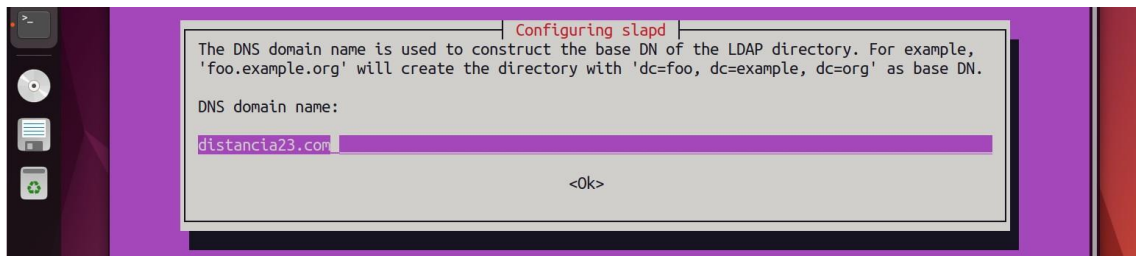 Configuring slapd
The DNS domain name is used to construct the base DN of the LDAP directory. For example,
'foo.example.org' will create the directory with 'dc=foo, dc=example, dc=org' as base DN.
DNS domain name:
distancia23.com
<Ok>